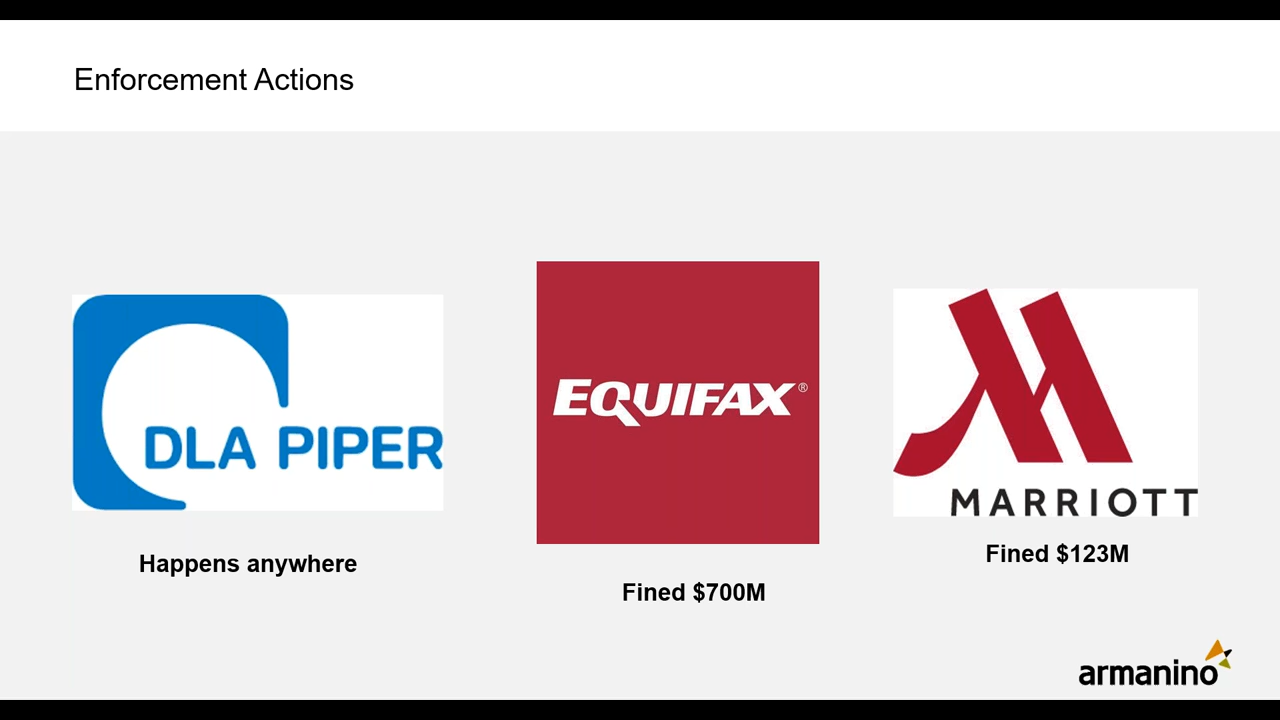 Enforcement Actions
DLA PIPER
Happens anywhere
EQUIFAX®
Fined $700M
MARRIOTT
Fined $123M
armanino